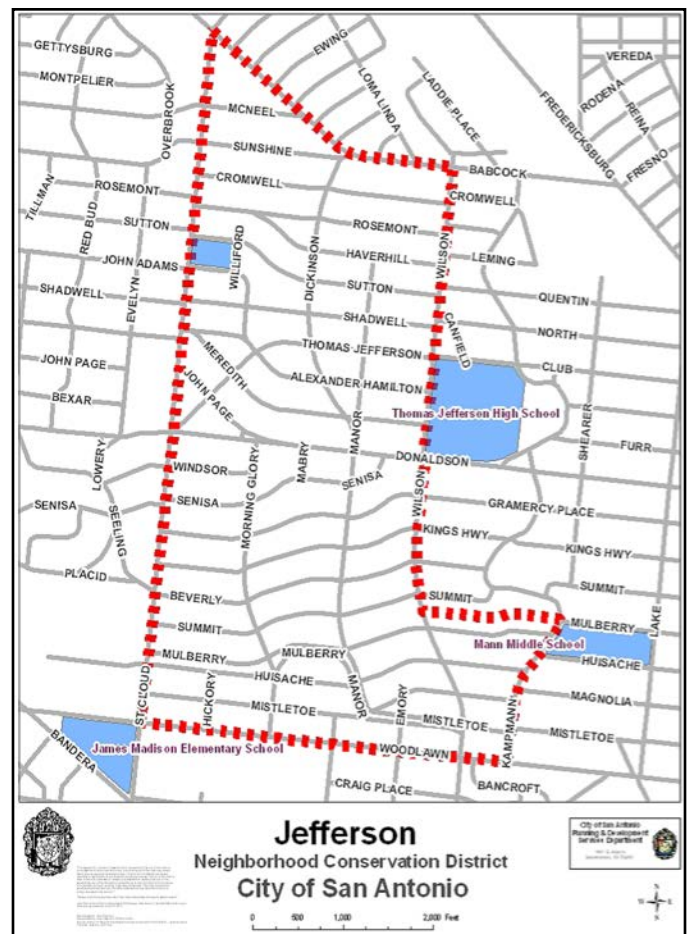 GETTYSBURG
MONTPELIER
OVERBROOK
EWING
LOMA LINDA
LADDIE PLACE
VEREDA
RODENA
REINA
FREDERICKSBURG
FRESNO
MCNEEL
SUNSHINE
BABCOCK
CROMWELL
CROMWELL
TILLMAN
RED BUD
ROSEMONT
ROSEMONT
SUTTON
WILLIFORD
DICKINSON
HAVERHILL
WILSON
LEMING
JOHN ADAMS
EVELYN
SUTTON
QUENTIN
SHADWELL
SHADWELL
CANFIELD
NORTH
MEREDITH
THOMAS JEFFERSON
CLUB
JOHN PAGE
JOHN PAGE
ALEXANDER HAMILTON
BEXAR
Thomas Jefferson High School
MANOR
SHEARER
FURR
LOWERY
WINDSOR
MORNING GLORY
MABRY
DONALDSON
SENISA
SENISA
SENISA
SEELING
WILSON
GRAMERCY PLACE
KINGS HWY
KINGS HWY
PLACID
BEVERLY
SUMMIT
SUMMIT
SUMMIT
MULBERRY
LAKE
MULBERRY
MULBERRY
Mann Middle School
HUISACHE
HUISACHE
MANOR
EMORY
MAGNOLIA
ST CLOUD
HICKORY
MISTLETOE
MISTLETOE
KAMPMANN
MISTLETOE
BANDERA
James Madison Elementary School
WOODLAWN
CRAIG PLACE
BANCROFT
Jefferson
Neighborhood Conservation District
City of San Antonio
0 500 1,000 2,000 Feet
City of San Antonio
Planning & Development
Services Department
N
W E
S